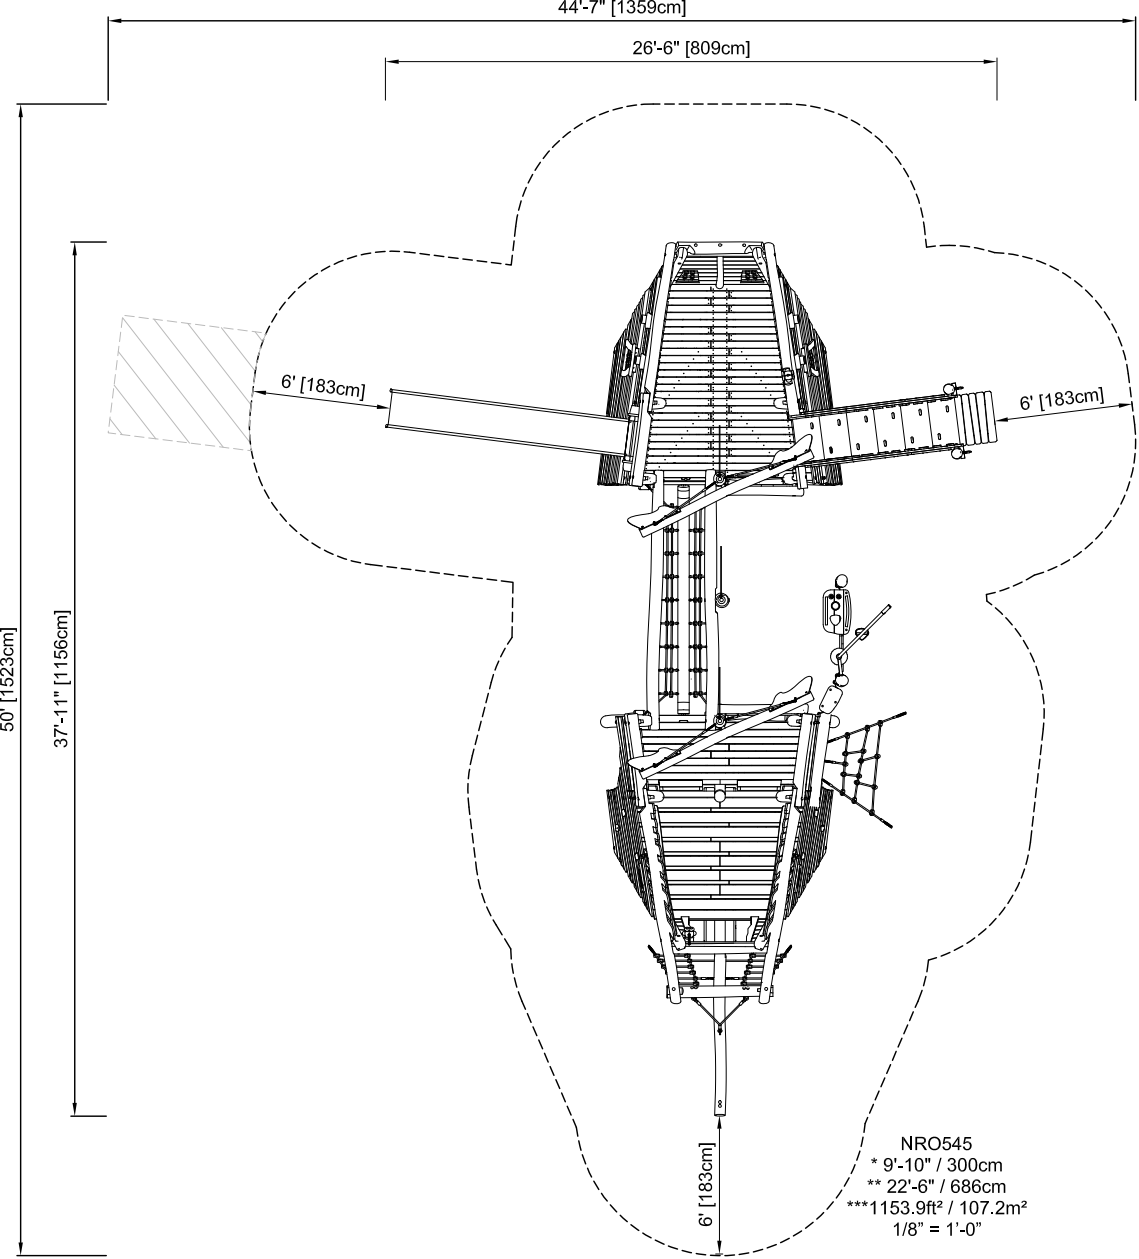 44'-7" [1359cm]
26'-6" [809cm]
6' [183cm]
6' [183cm]
50' [1523cm]
37'-11" [1156cm]
6' [183cm]
NRO545
* 9'-10" / 300cm
** 22'-6" / 686cm
***1153.9ft² / 107.2m²
1/8” = 1’-0”